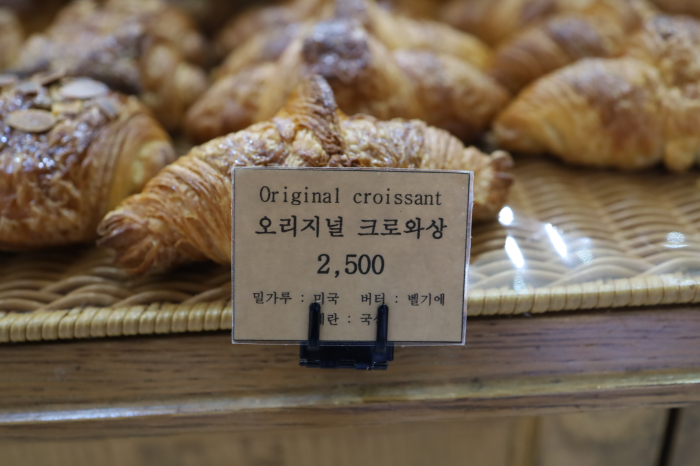 Original croissant
오리지널 크로와상
2,500
밀가루 : 미국 버터 : 벨기에
: